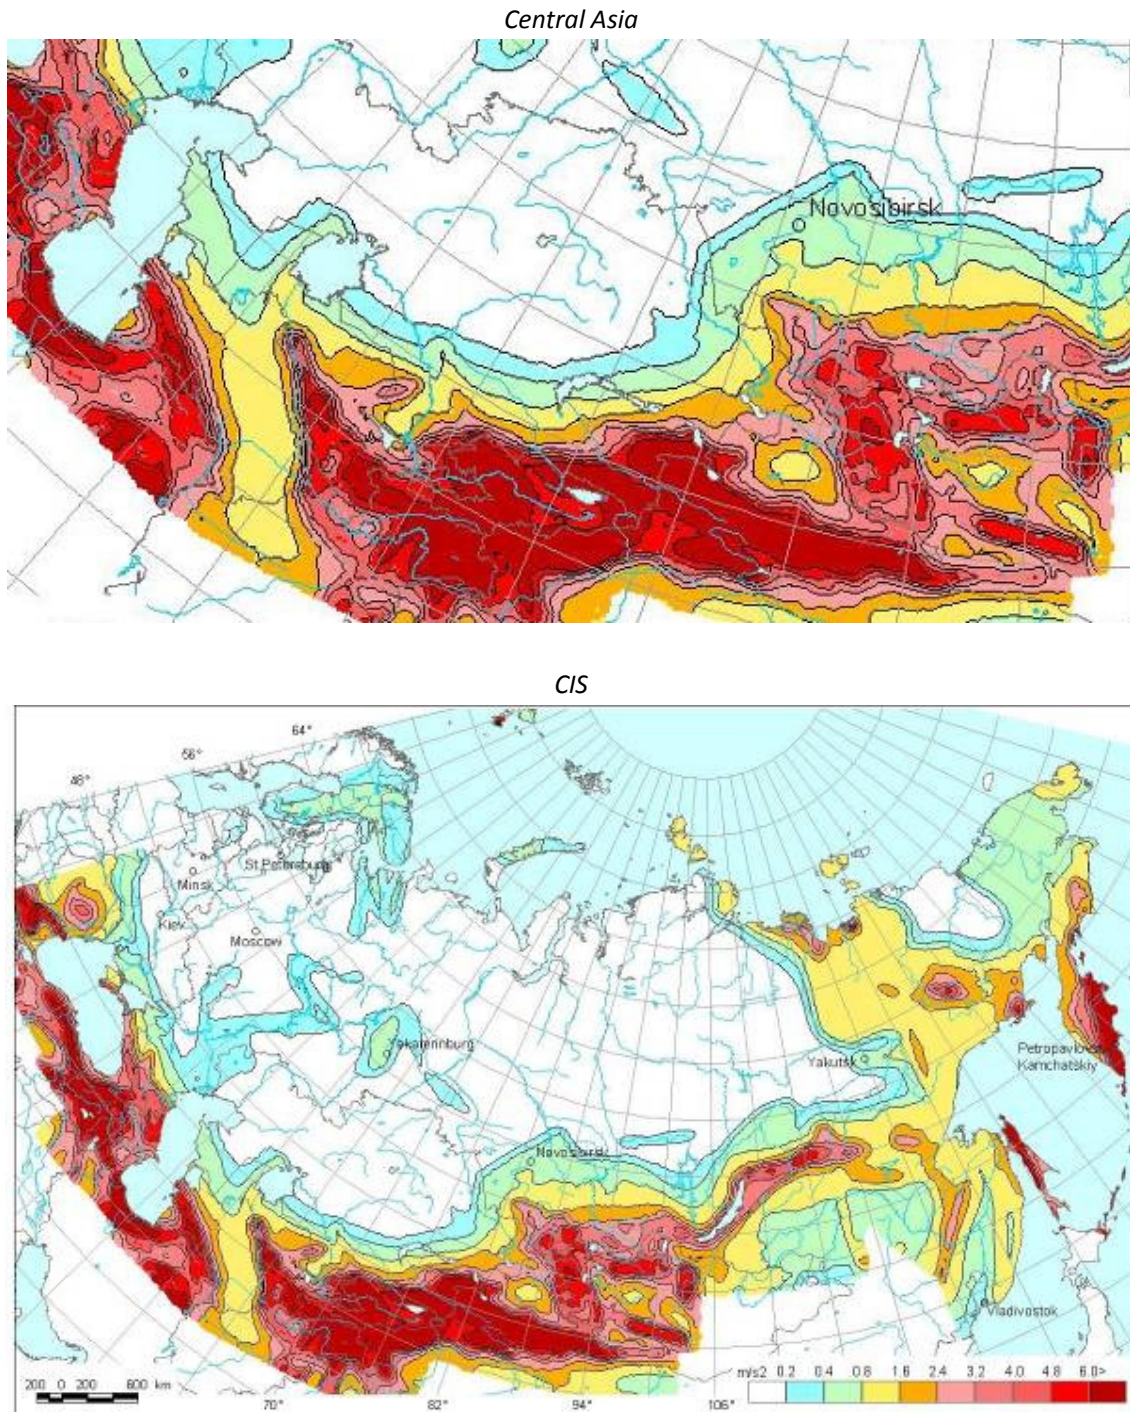 Central Asia
Novosibirsk
CIS
64°
56°
48°
St Petersburg
Minsk
Kiev
Moscow
Yekaterinburg
Yakutsk
Petropavlovsk
Kamchatskiy
Novosibirsk
Vladivostok
m/s2 0.2 0.4 0.8 1.6 2.4 3.2 4.0 4.8 6.0>
200 0 200 600 km
70° 82° 94° 106°